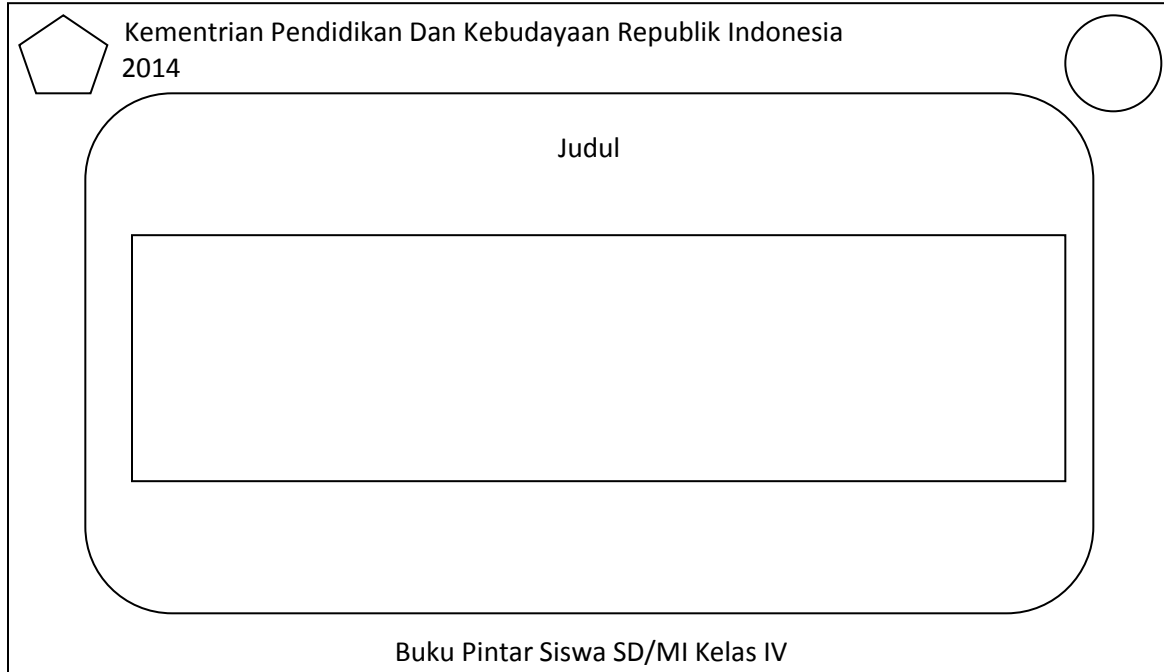 Kementrian Pendidikan Dan Kebudayaan Republik Indonesia
2014
Judul
Buku Pintar Siswa SD/MI Kelas IV